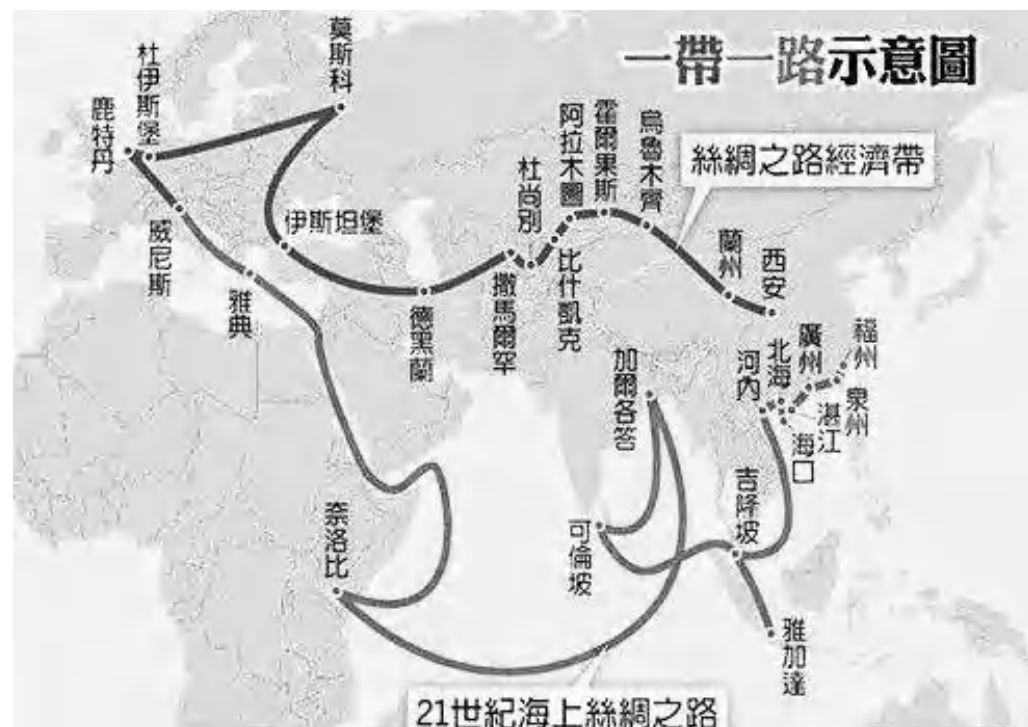 一帶一路示意圖
莫斯科
杜伊斯堡
鹿特丹
威尼斯
雅典
伊斯坦堡
德黑蘭
撒馬爾罕
杜尚別
比什凱克
阿拉木圖
霍爾果斯
烏魯木齊
絲綢之路經濟帶
蘭州
西安
福州
泉州
廣州
湛江
海口
北海
河內
吉隆坡
雅加達
加爾各答
可倫坡
奈洛比
21世紀海上絲綢之路